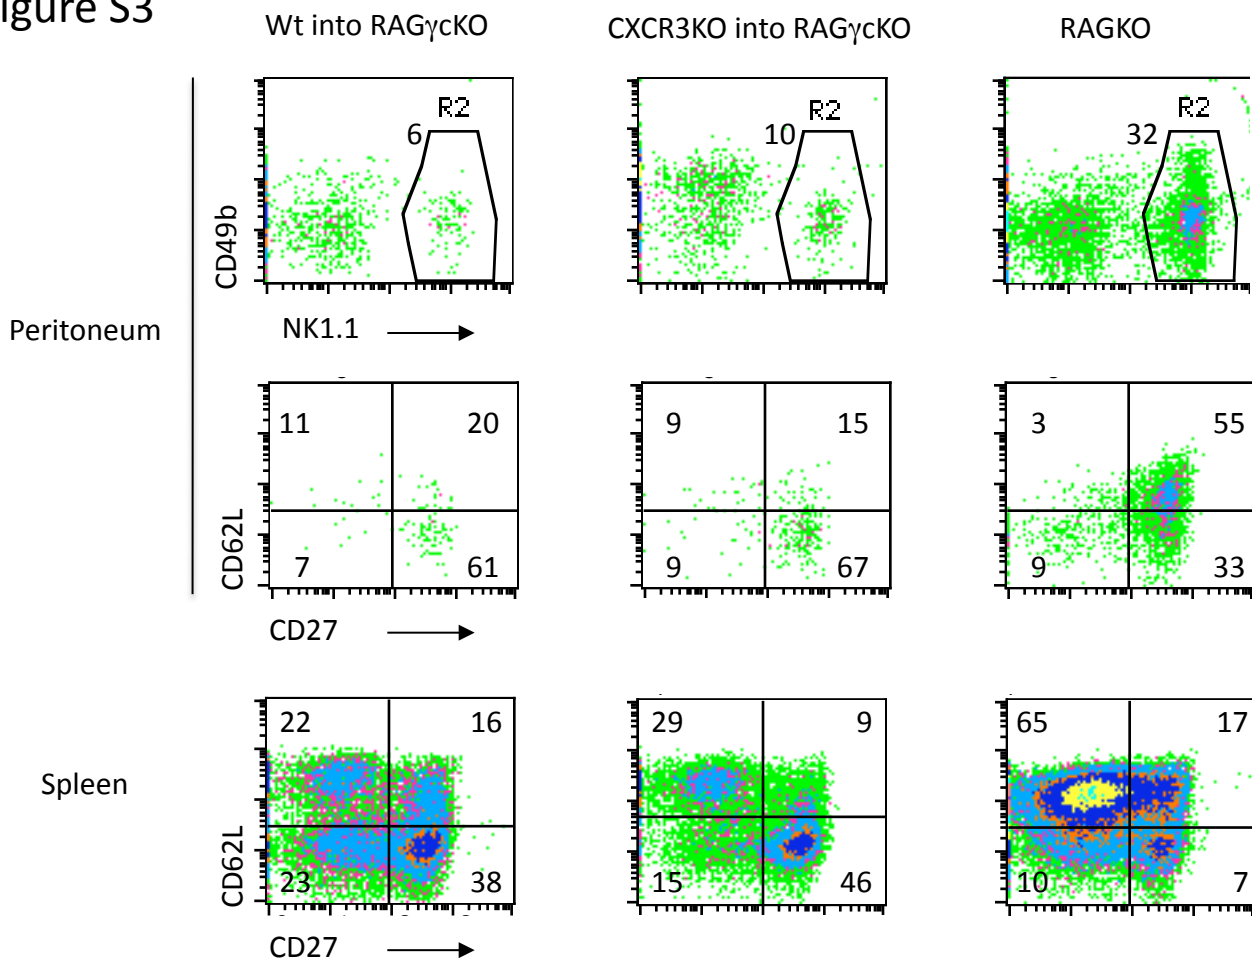 igure S3
Wt into RAGγcKO
CXCR3KO into RAGγcKO
RAGKO
R2
6
R2
10
R2
32
CD49b
NK1.1
Peritoneum
11 20
7 61
9 15
9 67
3 55
9 33
CD62L
CD27
Spleen
22 16
23 38
29 9
15 46
65 17
10 7
CD62L
CD27